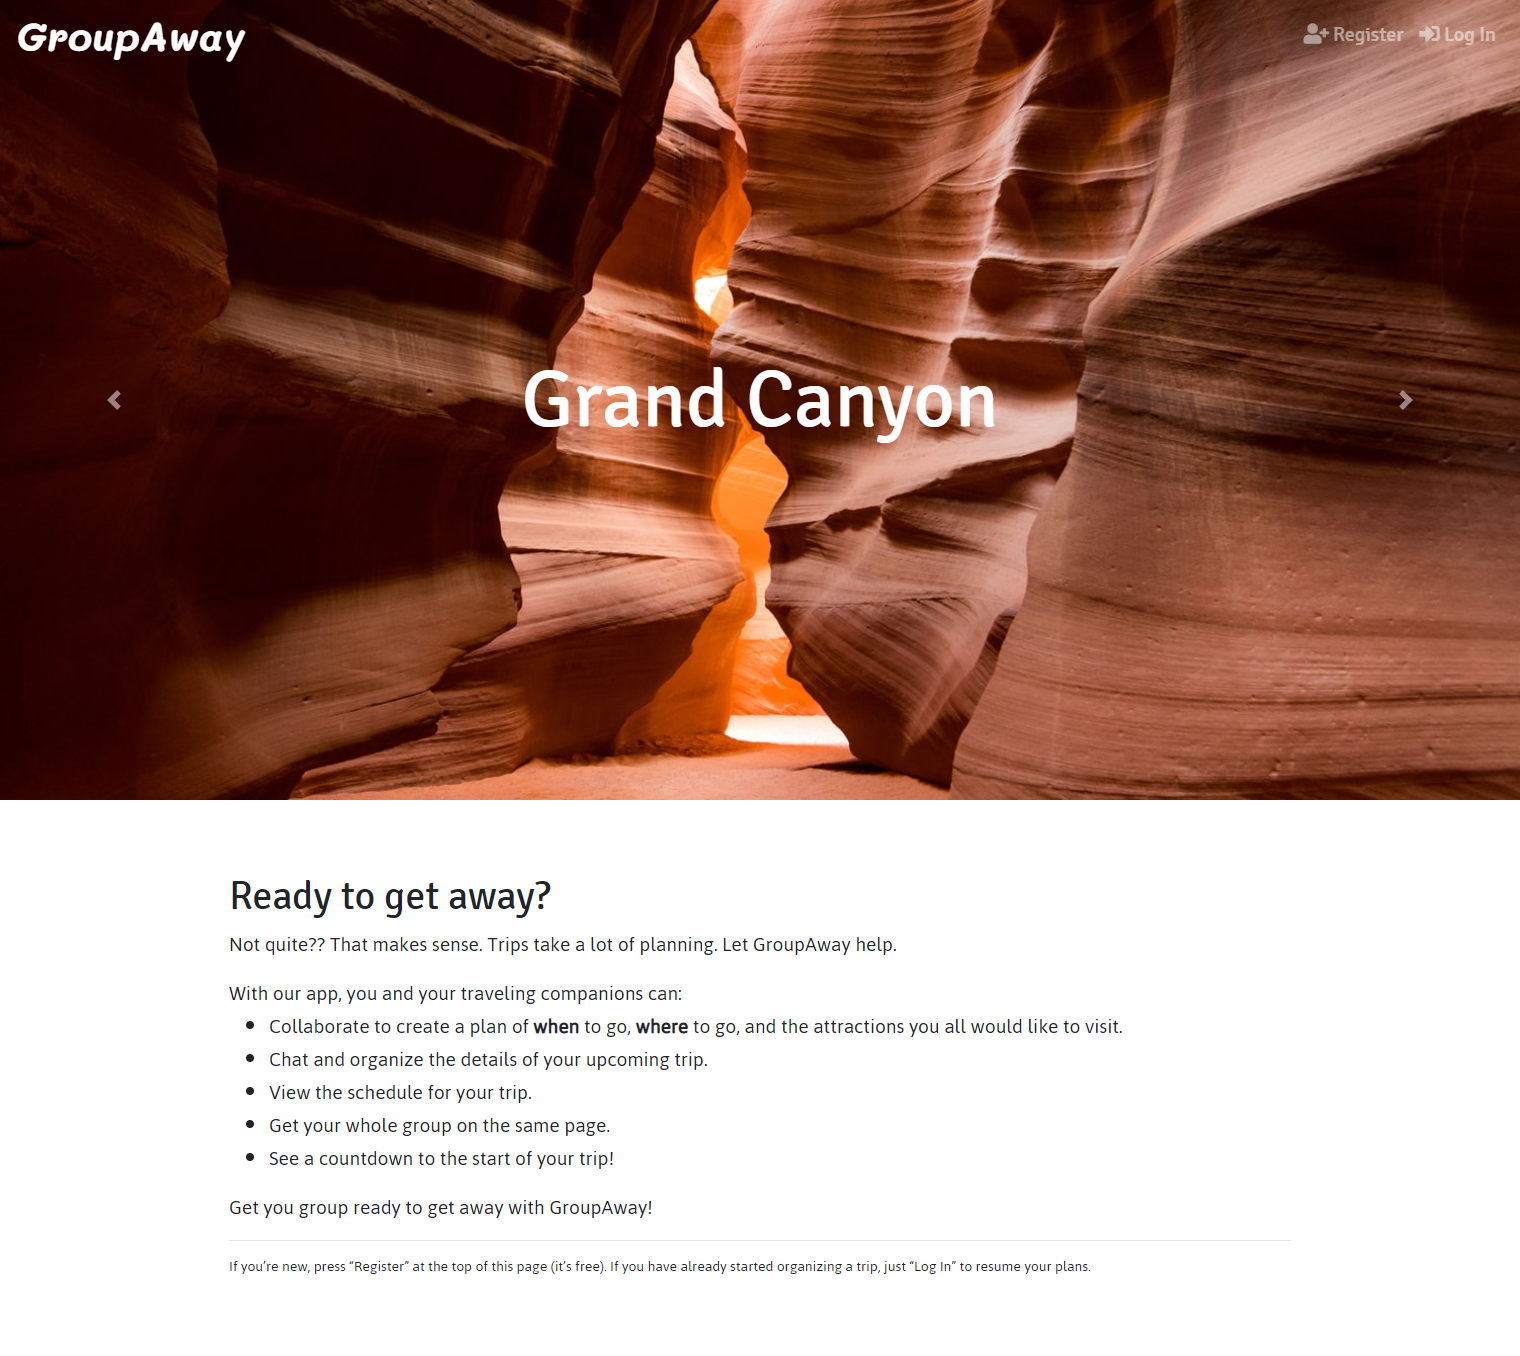 GroupAway
Register Log In
Grand Canyon
Ready to get away?
Not quite?? That makes sense. Trips take a lot of planning. Let GroupAway help.
With our app, you and your traveling companions can:
• Collaborate to create a plan of when to go, where to go, and the attractions you all would like to visit.
• Chat and organize the details of your upcoming trip.
• View the schedule for your trip.
• Get your whole group on the same page.
• See a countdown to the start of your trip!
Get you group ready to get away with GroupAway!
If you’re new, press “Register” at the top of this page (it’s free). If you have already started organizing a trip, just “Log In” to resume your plans.